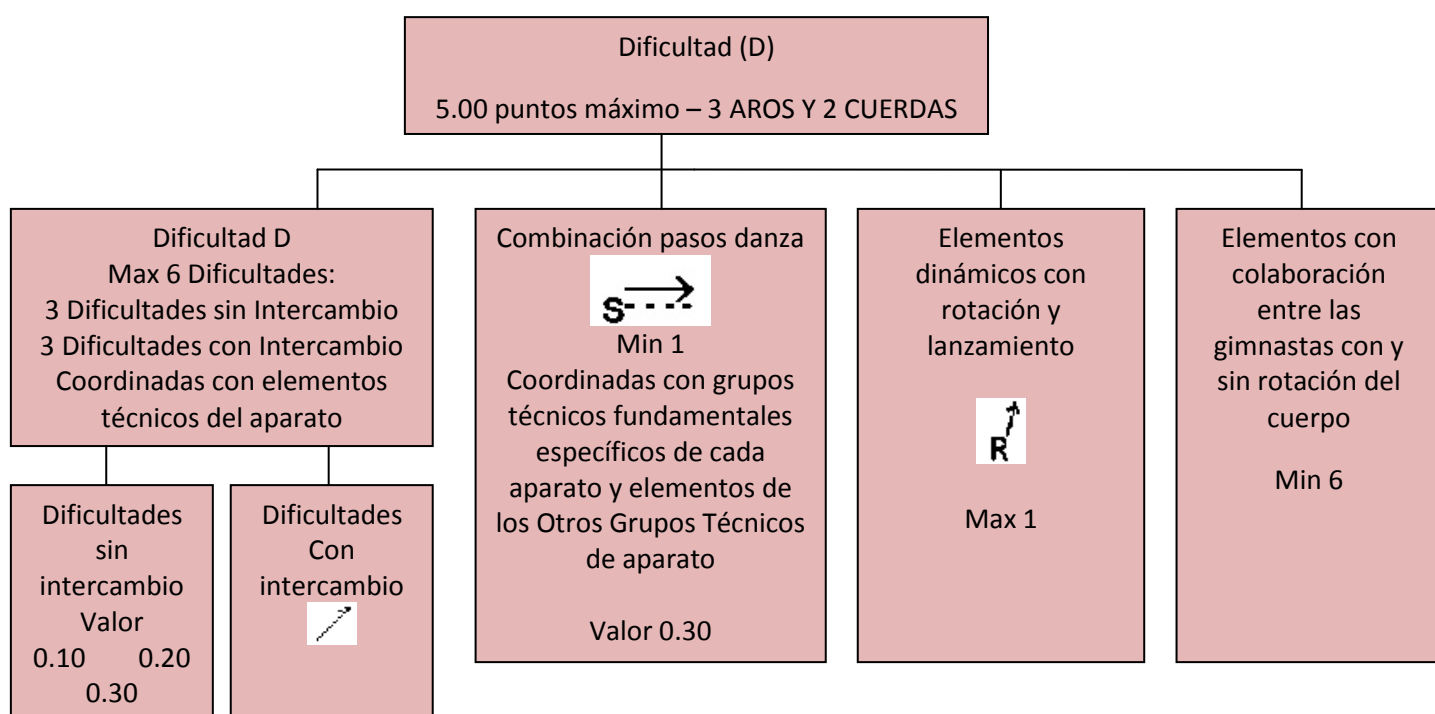 Dificultad (D)
5.00 puntos máximo – 3 AROS Y 2 CUERDAS
Dificultad D
Max 6 Dificultades:
3 Dificultades sin Intercambio
3 Dificultades con Intercambio
Coordinadas con elementos
técnicos del aparato
Dificultades
sin
intercambio
Valor
0.10 0.20
0.30
Dificultades
Con
intercambio
Combinación pasos danza
S
Min 1
Coordinadas con grupos
técnicos fundamentales
específicos de cada
aparato y elementos de
los Otros Grupos Técnicos
de aparato
Valor 0.30
Elementos
dinámicos con
rotación y
lanzamiento
R
Max 1
Elementos con
colaboración
entre las
gimnastas con y
sin rotación del
cuerpo
Min 6